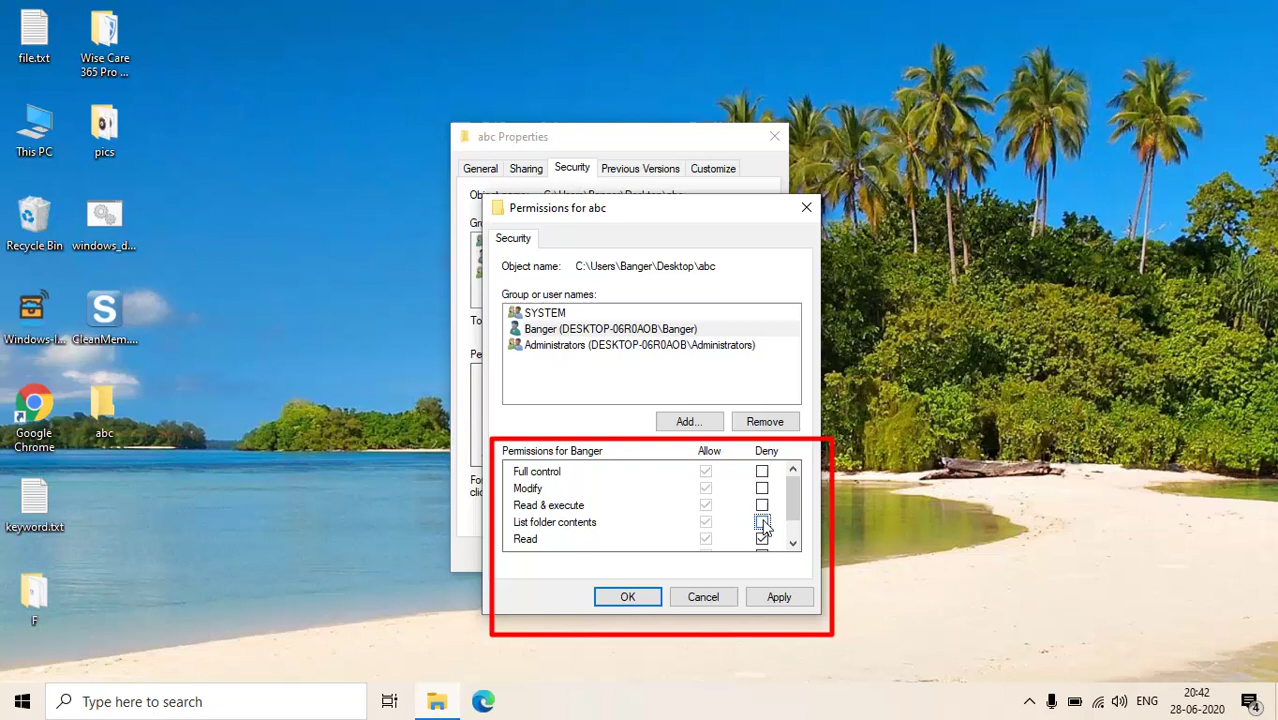 file.txt
Wise Care
365 Pro ...
This PC
pics
Recycle Bin
windows_d...
Windows-I...
CleanMem....
Google
Chrome
abc
keyword.txt
F
abc Properties
General
Sharing
Security
Previous Versions
Customize
Permissions for abc
Security
Object name:
C:\Users\Banger\Desktop\abc
Group or user names:
SYSTEM
Banger (DESKTOP-06R0AOB\Banger)
Administrators (DESKTOP-06R0AOB\Administrators)
Add...
Remove
Permissions for Banger
Allow
Deny
Full control
Modify
Read & execute
List folder contents
Read
OK
Cancel
Apply
Type here to search
ENG
20:42
28-06-2020
4